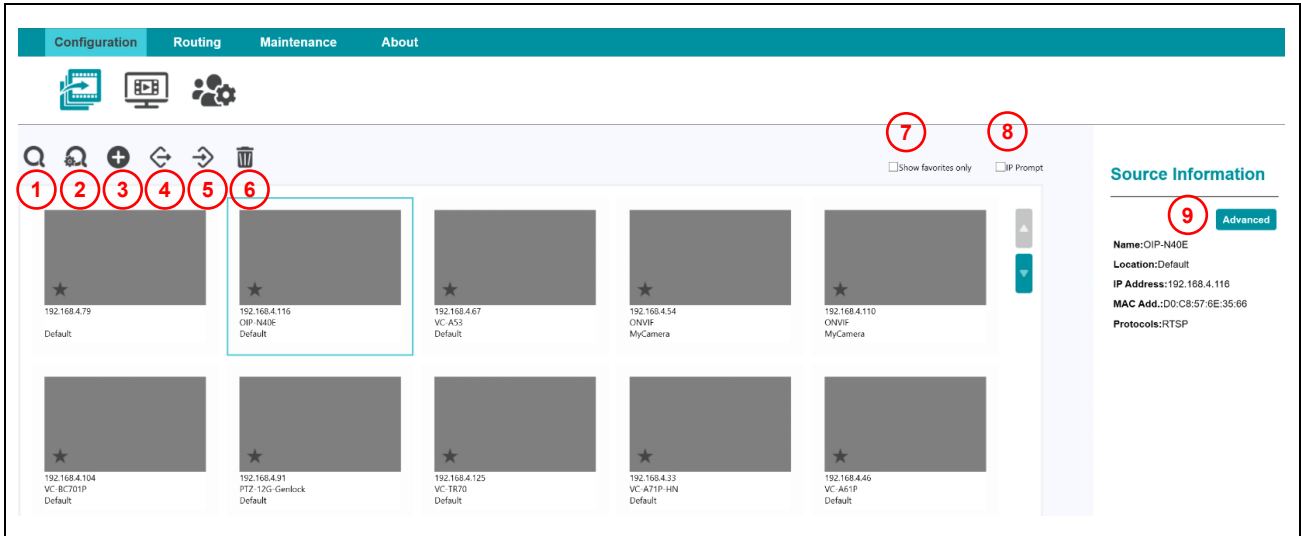 Configuration Routing Maintenance About
7 8
Show favorites only IP Prompt
1 2 3 4 5 6
Source Information
9 Advanced
Name:OIP-N40E
Location:Default
IP Address:192.168.4.116
MAC Add.:D0:C8:57:6E:35:66
Protocols:RTSP
192.168.4.79
Default
192.168.4.116
OIP-N40E
Default
192.168.4.67
VC-A53
Default
192.168.4.54
ONVIF
MyCamera
192.168.4.110
ONVIF
MyCamera
192.168.4.104
VC-BC701P
Default
192.168.4.91
PTZ-12G-Genlock
Default
192.168.4.125
VC-TR70
Default
192.168.4.33
VC-A71P-HN
Default
192.168.4.46
VC-A61P
Default